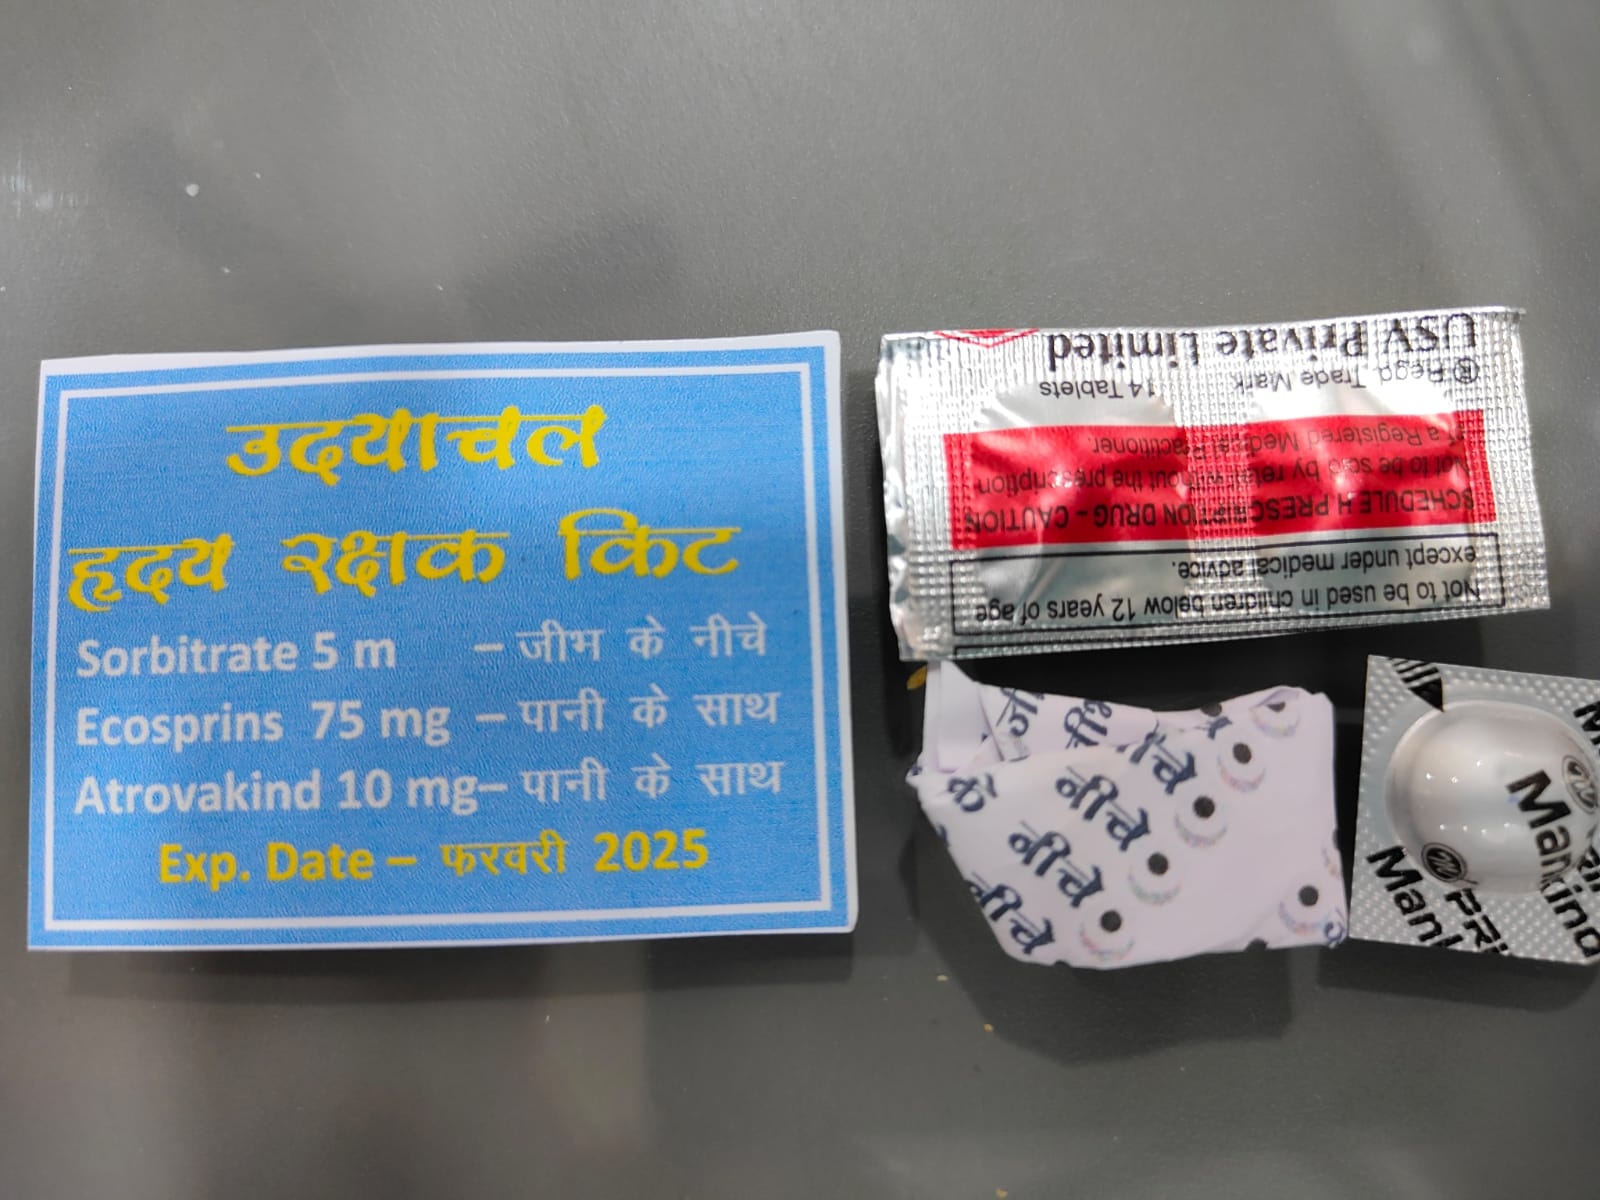 उदयाचल
हृदय रक्षक किट
Sorbitrate 5 m – जीभ के नीचे
Ecosprins 75 mg – पानी के साथ
Atrovakind 10 mg– पानी के साथ
Exp. Date – फरवरी 2025
USV Private Limited
® Regd. Trade Mark 14 Tablets
SCHEDULE H PRESCRIPTION DRUG - CAUTION
Not to be sold by retail without the prescription
of a Registered Medical Practitioner.
Not to be used in children below 12 years of age
except under medical advice.
नीचे
के नीचे
नीचे
नीचे
Mankind